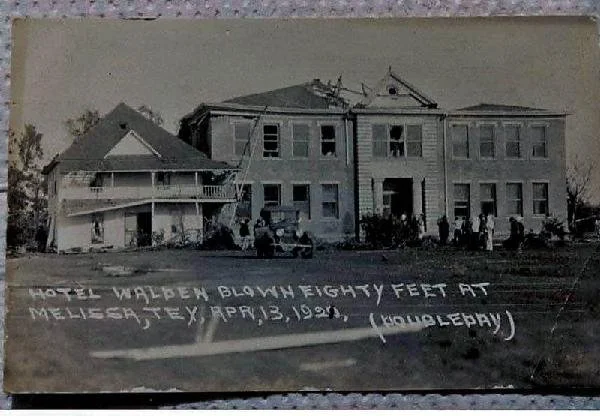 HOTEL WALDEN BLOWN EIGHTY FEET AT
MELISSA, TEX, APR, 13, 1921, (DOUBLEDAY)